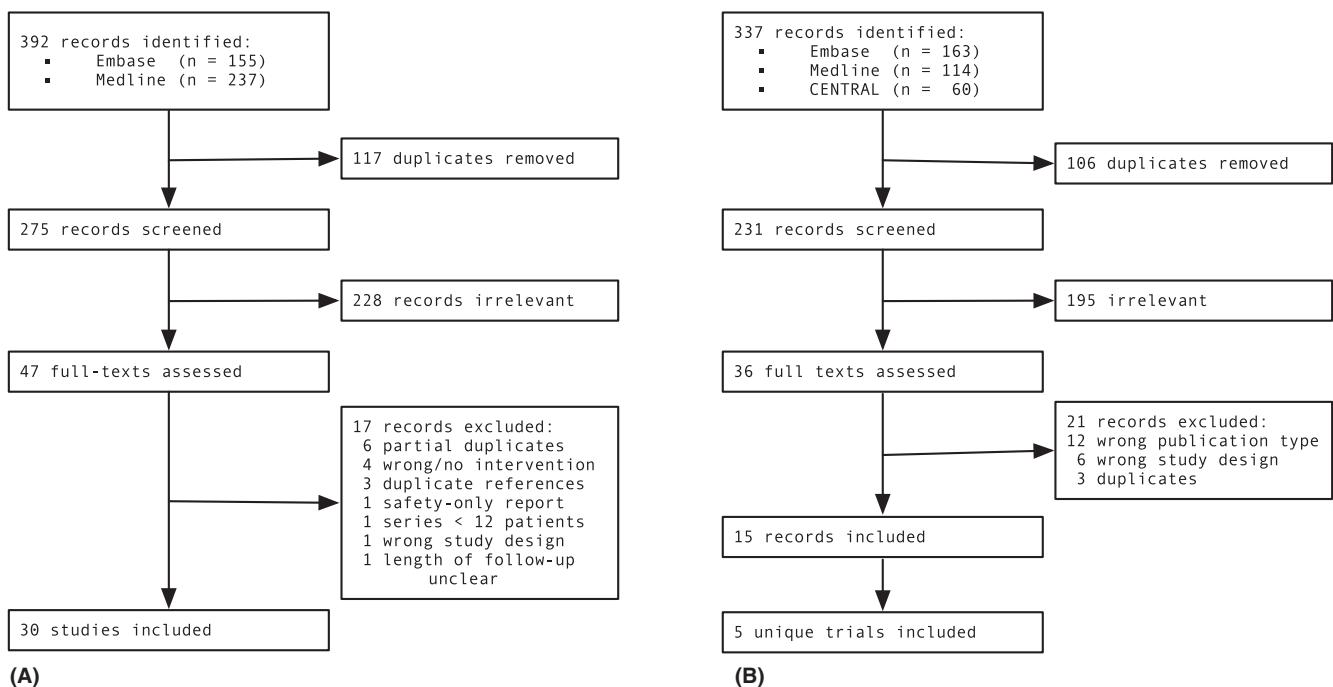 392 records identified:
▪ Embase (n = 155)
▪ Medline (n = 237)
117 duplicates removed
275 records screened
228 records irrelevant
47 full-texts assessed
17 records excluded:
6 partial duplicates
4 wrong/no intervention
3 duplicate references
1 safety-only report
1 series < 12 patients
1 wrong study design
1 length of follow-up
unclear
30 studies included
(A)
337 records identified:
▪ Embase (n = 163)
▪ Medline (n = 114)
▪ CENTRAL (n = 60)
106 duplicates removed
231 records screened
195 irrelevant
36 full texts assessed
21 records excluded:
12 wrong publication type
6 wrong study design
3 duplicates
15 records included
5 unique trials included
(B)